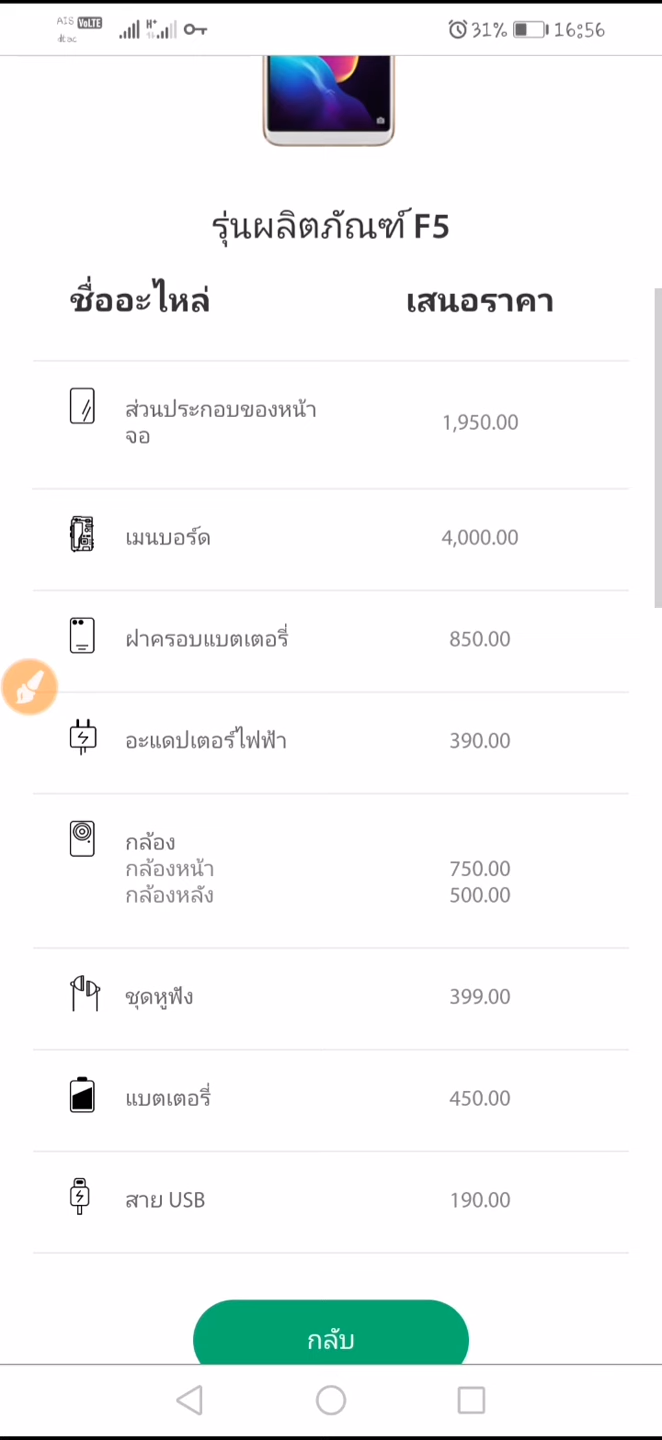 AIS VoLTE
dtac
H+
31%
16:56
รุ่นผลิตภัณฑ์ F5
ชื่ออะไหล่ เสนอราคา
ส่วนประกอบของหน้า
จอ
1,950.00
เมนบอร์ด 4,000.00
ฝาครอบแบตเตอรี่ 850.00
อะแดปเตอร์ไฟฟ้า 390.00
กล้อง
กล้องหน้า 750.00
กล้องหลัง 500.00
ชุดหูฟัง 399.00
แบตเตอรี่ 450.00
สาย USB 190.00
กลับ